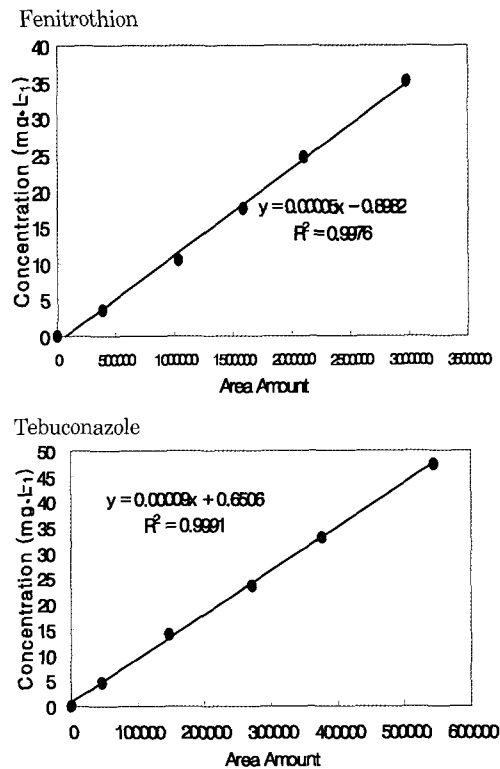 Fenitrothion
40
35
30
25
20
15
10
5
0
Concentration (mg·L-1)
y = 0.00005x - 0.8982
R² = 0.9976
0 500000 1000000 1500000 2000000 2500000 3000000 3500000
Area Amount
Tebuconazole
50
45
40
35
30
25
20
15
10
5
0
Concentration (mg·L-1)
y = 0.00009x + 0.6506
R² = 0.9991
0 100000 200000 300000 400000 500000 600000
Area Amount